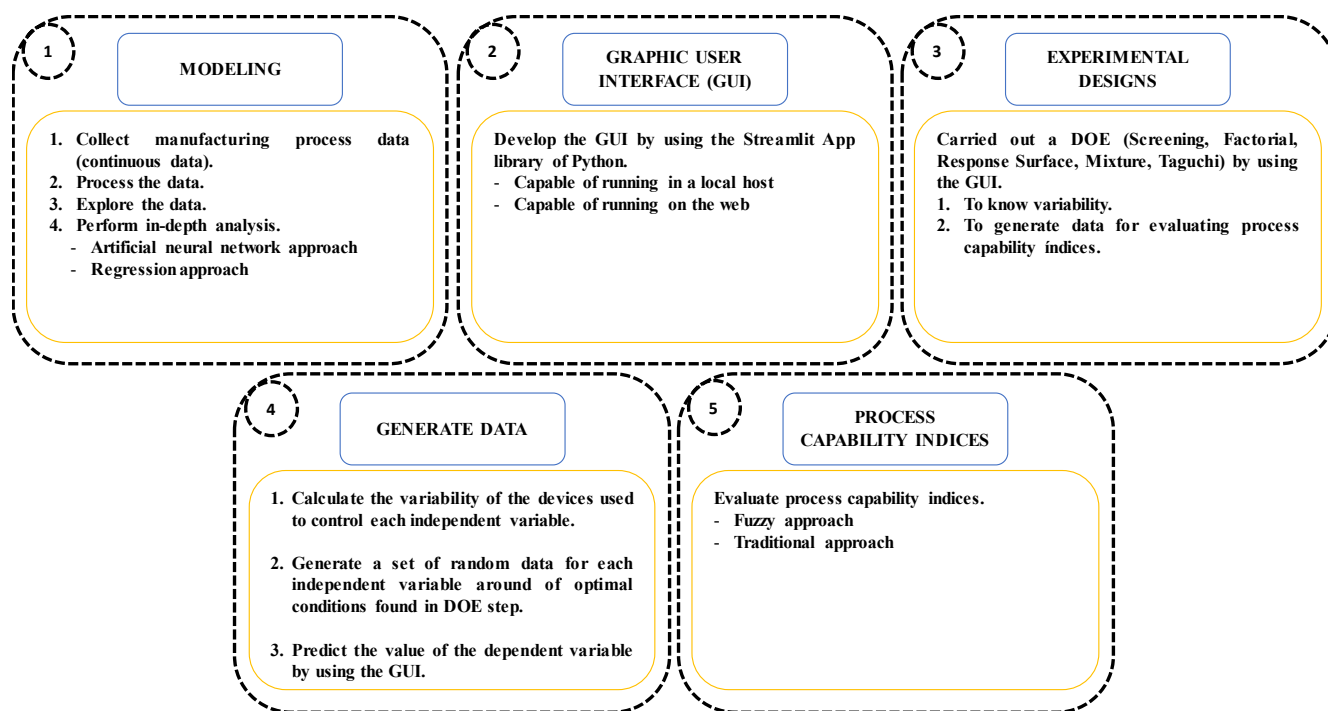 1
MODELING
1. Collect manufacturing process data
(continuous data).
2. Process the data.
3. Explore the data.
4. Perform in-depth analysis.
- Artificial neural network approach
- Regression approach
2
GRAPHIC USER
INTERFACE (GUI)
Develop the GUI by using the Streamlit App
library of Python.
- Capable of running in a local host
- Capable of running on the web
3
EXPERIMENTAL
DESIGNS
Carried out a DOE (Screening, Factorial,
Response Surface, Mixture, Taguchi) by using
the GUI.
1. To know variability.
2. To generate data for evaluating process
capability índices.
4
GENERATE DATA
1. Calculate the variability of the devices used
to control each independent variable.
2. Generate a set of random data for each
independent variable around of optimal
conditions found in DOE step.
3. Predict the value of the dependent variable
by using the GUI.
5
PROCESS
CAPABILITY INDICES
Evaluate process capability indices.
- Fuzzy approach
- Traditional approach